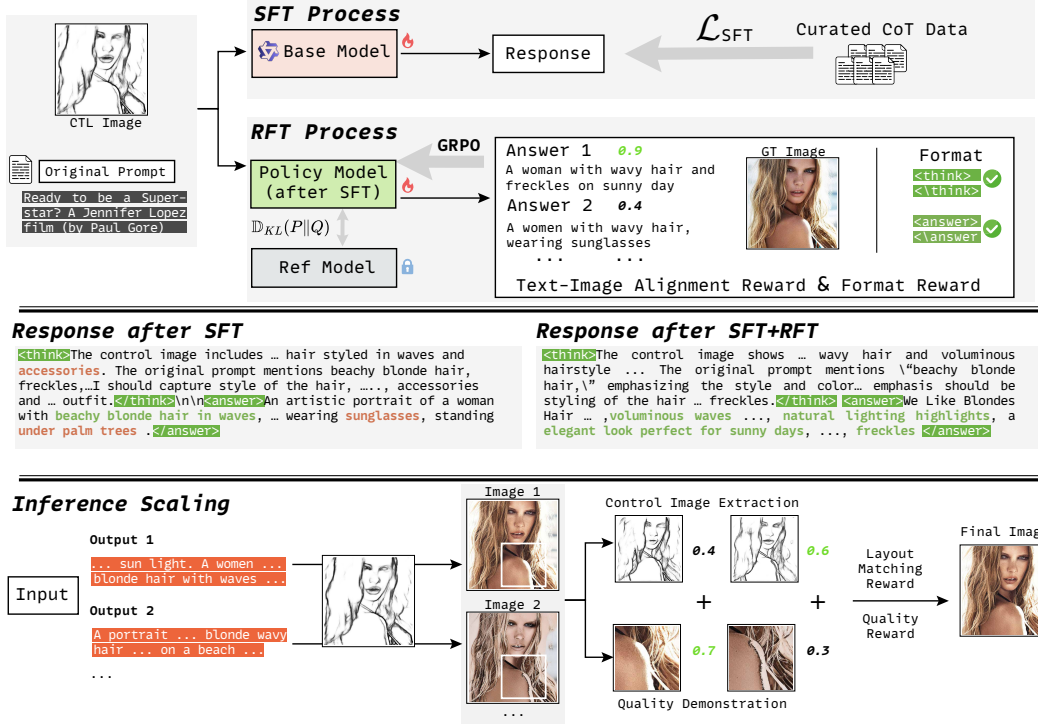 SFT Process
Base Model
Response
ℒSFT
Curated CoT Data
CTL Image
Original Prompt
Ready to be a Super-
star? A Jennifer Lopez
film (by Paul Gore)
RFT Process
Policy Model
(after SFT)
GRPO
𝔻KL(P∥Q)
Ref Model
Answer 1 0.9
A woman with wavy hair and
freckles on sunny day
Answer 2 0.4
A women with wavy hair,
wearing sunglasses
... ...
GT Image
Format
<think>
<\think>
<answer>
<\answer
Text-Image Alignment Reward & Format Reward
Response after SFT
<think>The control image includes … hair styled in waves and
accessories. The original prompt mentions beachy blonde hair,
freckles,…I should capture style of the hair, ….., accessories
and … outfit.</think>\n\n<answer>An artistic portrait of a woman
with beachy blonde hair in waves, … wearing sunglasses, standing
under palm trees .</answer>
Response after SFT+RFT
<think>The control image shows … wavy hair and voluminous
hairstyle ... The original prompt mentions \“beachy blonde
hair,\” emphasizing the style and color… emphasis should be
styling of the hair … freckles.</think> <answer>We Like Blondes
Hair … ,voluminous waves ..., natural lighting highlights, a
elegant look perfect for sunny days, ..., freckles </answer>
Inference Scaling
Input
Output 1
... sun light. A women ...
blonde hair with waves ...
Output 2
A portrait ... blonde wavy
hair ... on a beach ...
...
Image 1
Image 2
...
Control Image Extraction
0.4
0.6
+ +
0.7
0.3
Quality Demonstration
Layout
Matching
Reward
Quality
Reward
Final Image